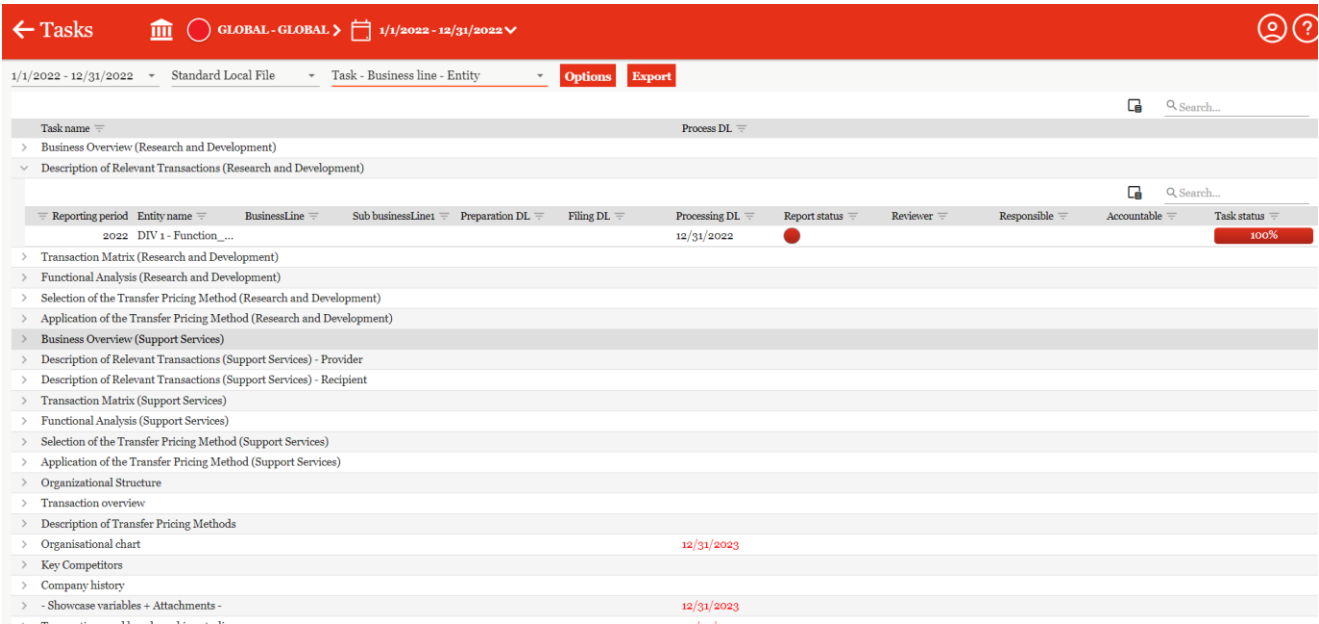 Tasks GLOBAL - GLOBAL 1/1/2022 - 12/31/2022 ?
1/1/2022 - 12/31/2022 Standard Local File Task - Business line - Entity Options Export
Search...
Task name Process DL
Business Overview (Research and Development)
Description of Relevant Transactions (Research and Development)
Search...
Reporting period Entity name BusinessLine Sub businessLine1 Preparation DL Filing DL Processing DL Report status Reviewer Responsible Accountable Task status
2022 DIV 1 - Function_... 12/31/2022 100%
Transaction Matrix (Research and Development)
Functional Analysis (Research and Development)
Selection of the Transfer Pricing Method (Research and Development)
Application of the Transfer Pricing Method (Research and Development)
Business Overview (Support Services)
Description of Relevant Transactions (Support Services) - Provider
Description of Relevant Transactions (Support Services) - Recipient
Transaction Matrix (Support Services)
Functional Analysis (Support Services)
Selection of the Transfer Pricing Method (Support Services)
Application of the Transfer Pricing Method (Support Services)
Organizational Structure
Transaction overview
Description of Transfer Pricing Methods
Organisational chart 12/31/2023
Key Competitors
Company history
- Showcase variables + Attachments - 12/31/2023